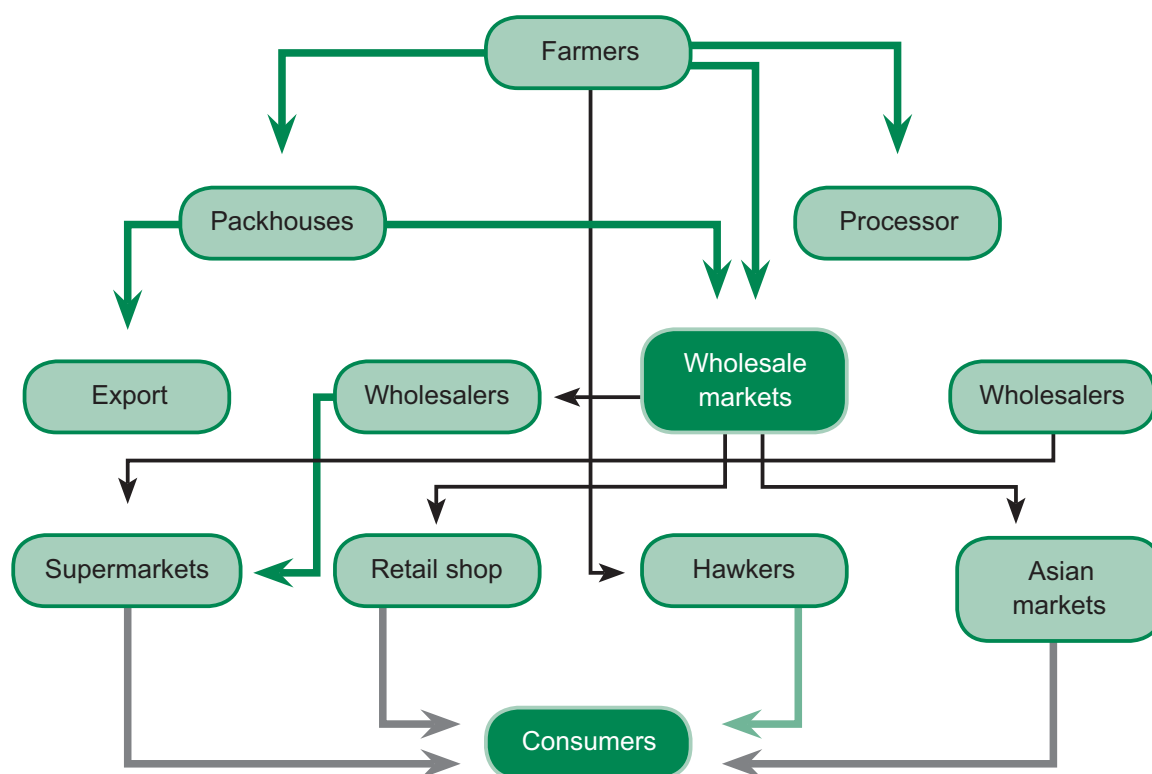 Farmers
Packhouses
Processor
Export
Wholesalers
Wholesale
markets
Wholesalers
Supermarkets
Retail shop
Hawkers
Asian
markets
Consumers